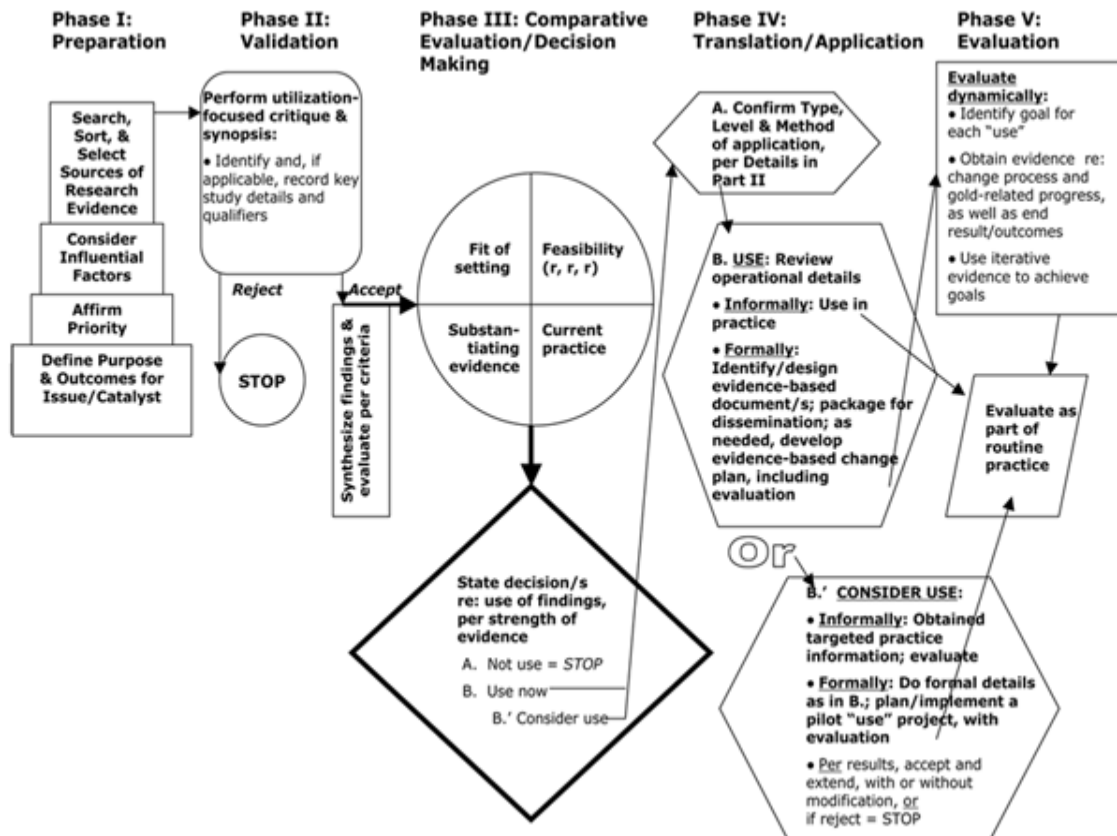 Phase I:
Preparation
Phase II:
Validation
Phase III: Comparative
Evaluation/Decision
Making
Phase IV:
Translation/Application
Phase V:
Evaluation
Search,
Sort, &
Select
Sources of
Research
Evidence
Consider
Influential
Factors
Affirm
Priority
Define Purpose
& Outcomes for
Issue/Catalyst
Perform utilization-
focused critique &
synopsis:
• Identify and, if
applicable, record key
study details and
qualifiers
Reject
Accept
STOP
Synthesize findings &
evaluate per criteria
Fit of
setting
Feasibility
(r, r, r)
Substan-
tiating
evidence
Current
practice
State decision/s
re: use of findings,
per strength of
evidence
A. Not use = STOP
B. Use now
B.' Consider use
A. Confirm Type,
Level & Method
of application,
per Details in
Part II
B. USE: Review
operational details
• Informally: Use in
practice
• Formally:
Identify/design
evidence-based
document/s; package for
dissemination; as
needed, develop
evidence-based change
plan, including
evaluation
Or
B.' CONSIDER USE:
• Informally: Obtained
targeted practice
information; evaluate
• Formally: Do formal details
as in B.; plan/implement a
pilot “use” project, with
evaluation
• Per results, accept and
extend, with or without
modification, or
if reject = STOP
Evaluate
dynamically:
• Identify goal for
each “use”
• Obtain evidence re:
change process and
gold-related progress,
as well as end
result/outcomes
• Use iterative
evidence to achieve
goals
Evaluate as
part of
routine
practice